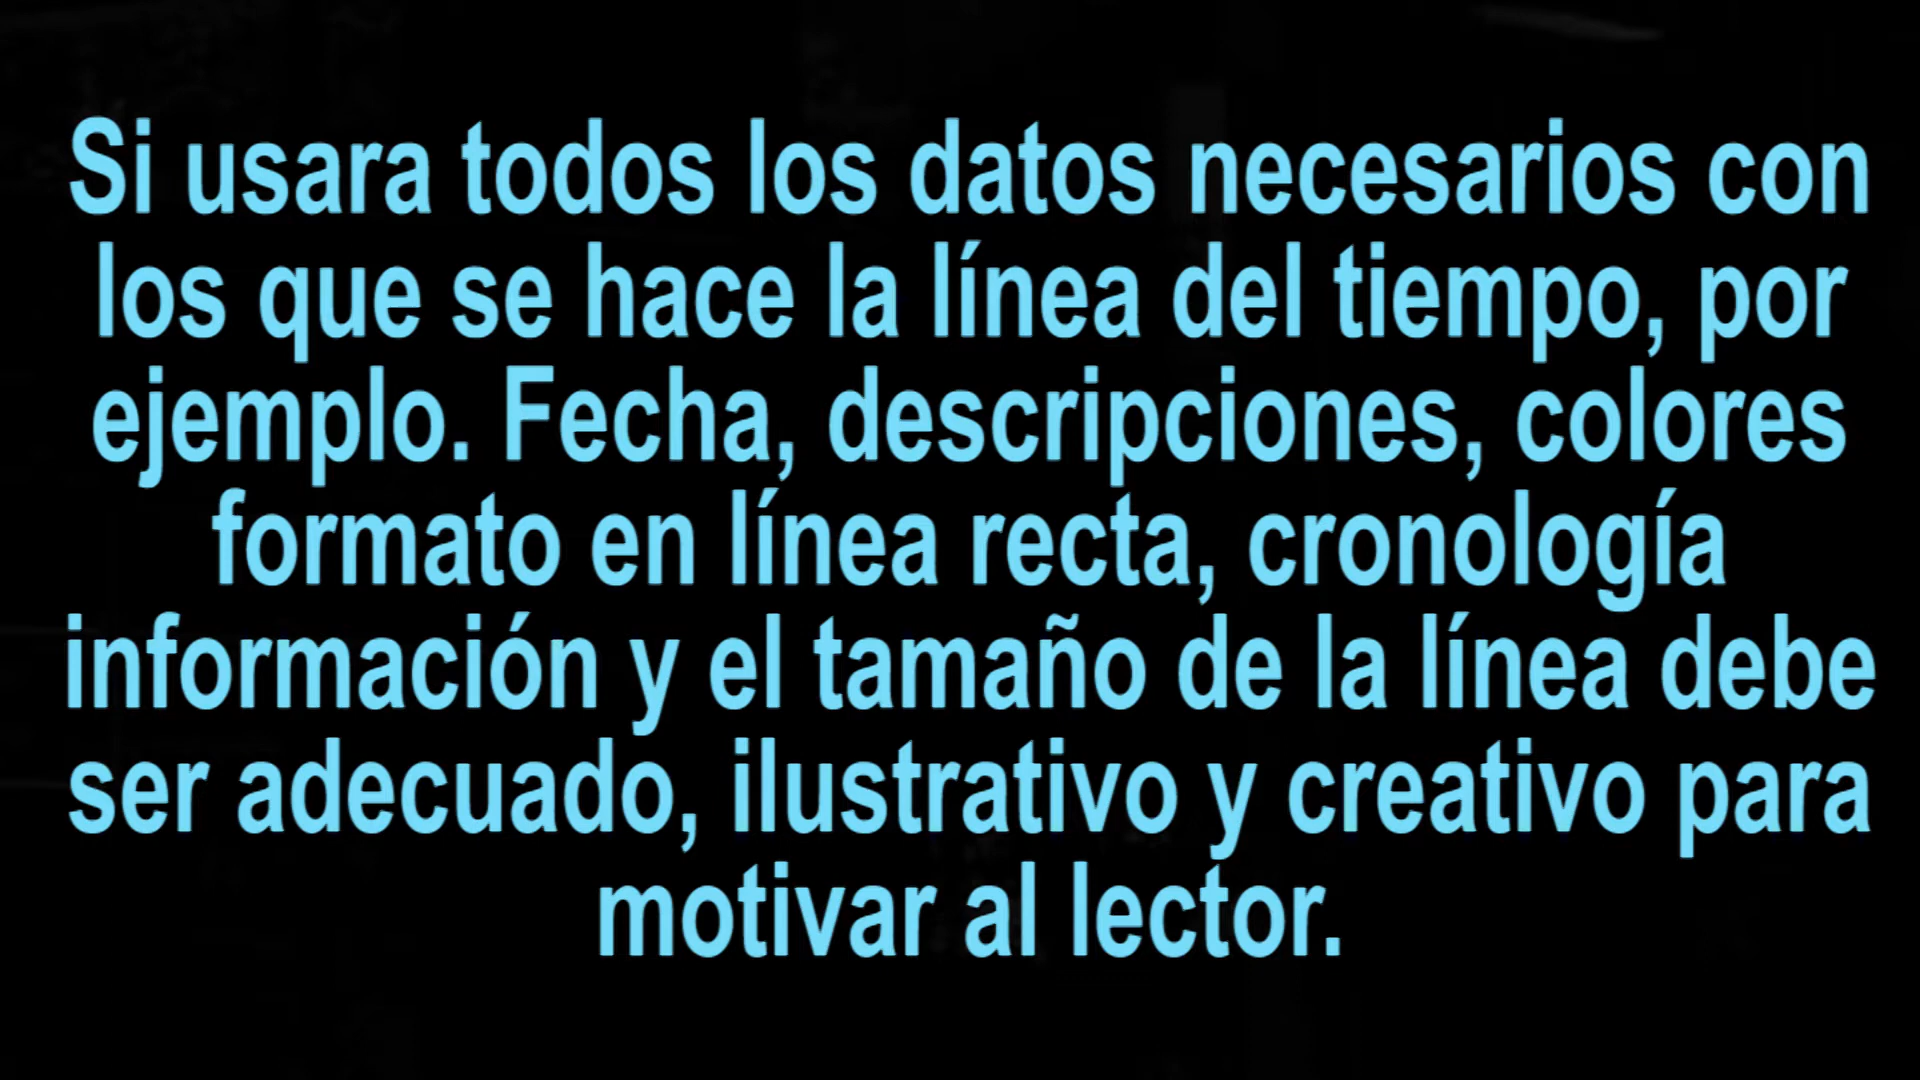 Si usara todos los datos necesarios con
los que se hace la línea del tiempo, por
ejemplo. Fecha, descripciones, colores
formato en línea recta, cronología
información y el tamaño de la línea debe
ser adecuado, ilustrativo y creativo para
motivar al lector.